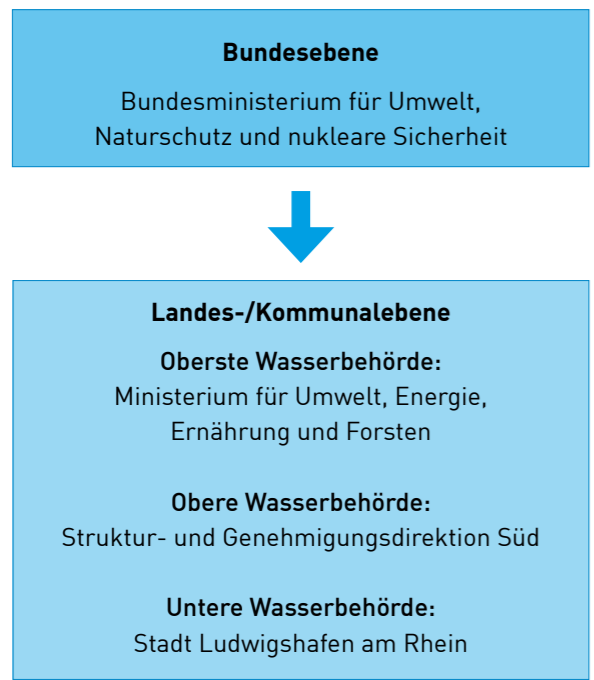 Bundesebene
Bundesministerium für Umwelt,
Naturschutz und nukleare Sicherheit
Landes-/Kommunalebene
Oberste Wasserbehörde:
Ministerium für Umwelt, Energie,
Ernährung und Forsten
Obere Wasserbehörde:
Struktur- und Genehmigungsdirektion Süd
Untere Wasserbehörde:
Stadt Ludwigshafen am Rhein